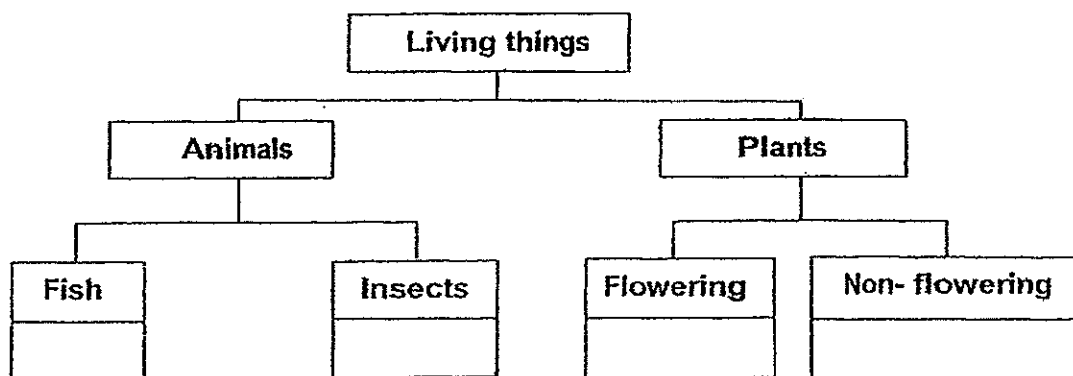 Living things
Animals
Plants
Fish
Insects
Flowering
Non- flowering